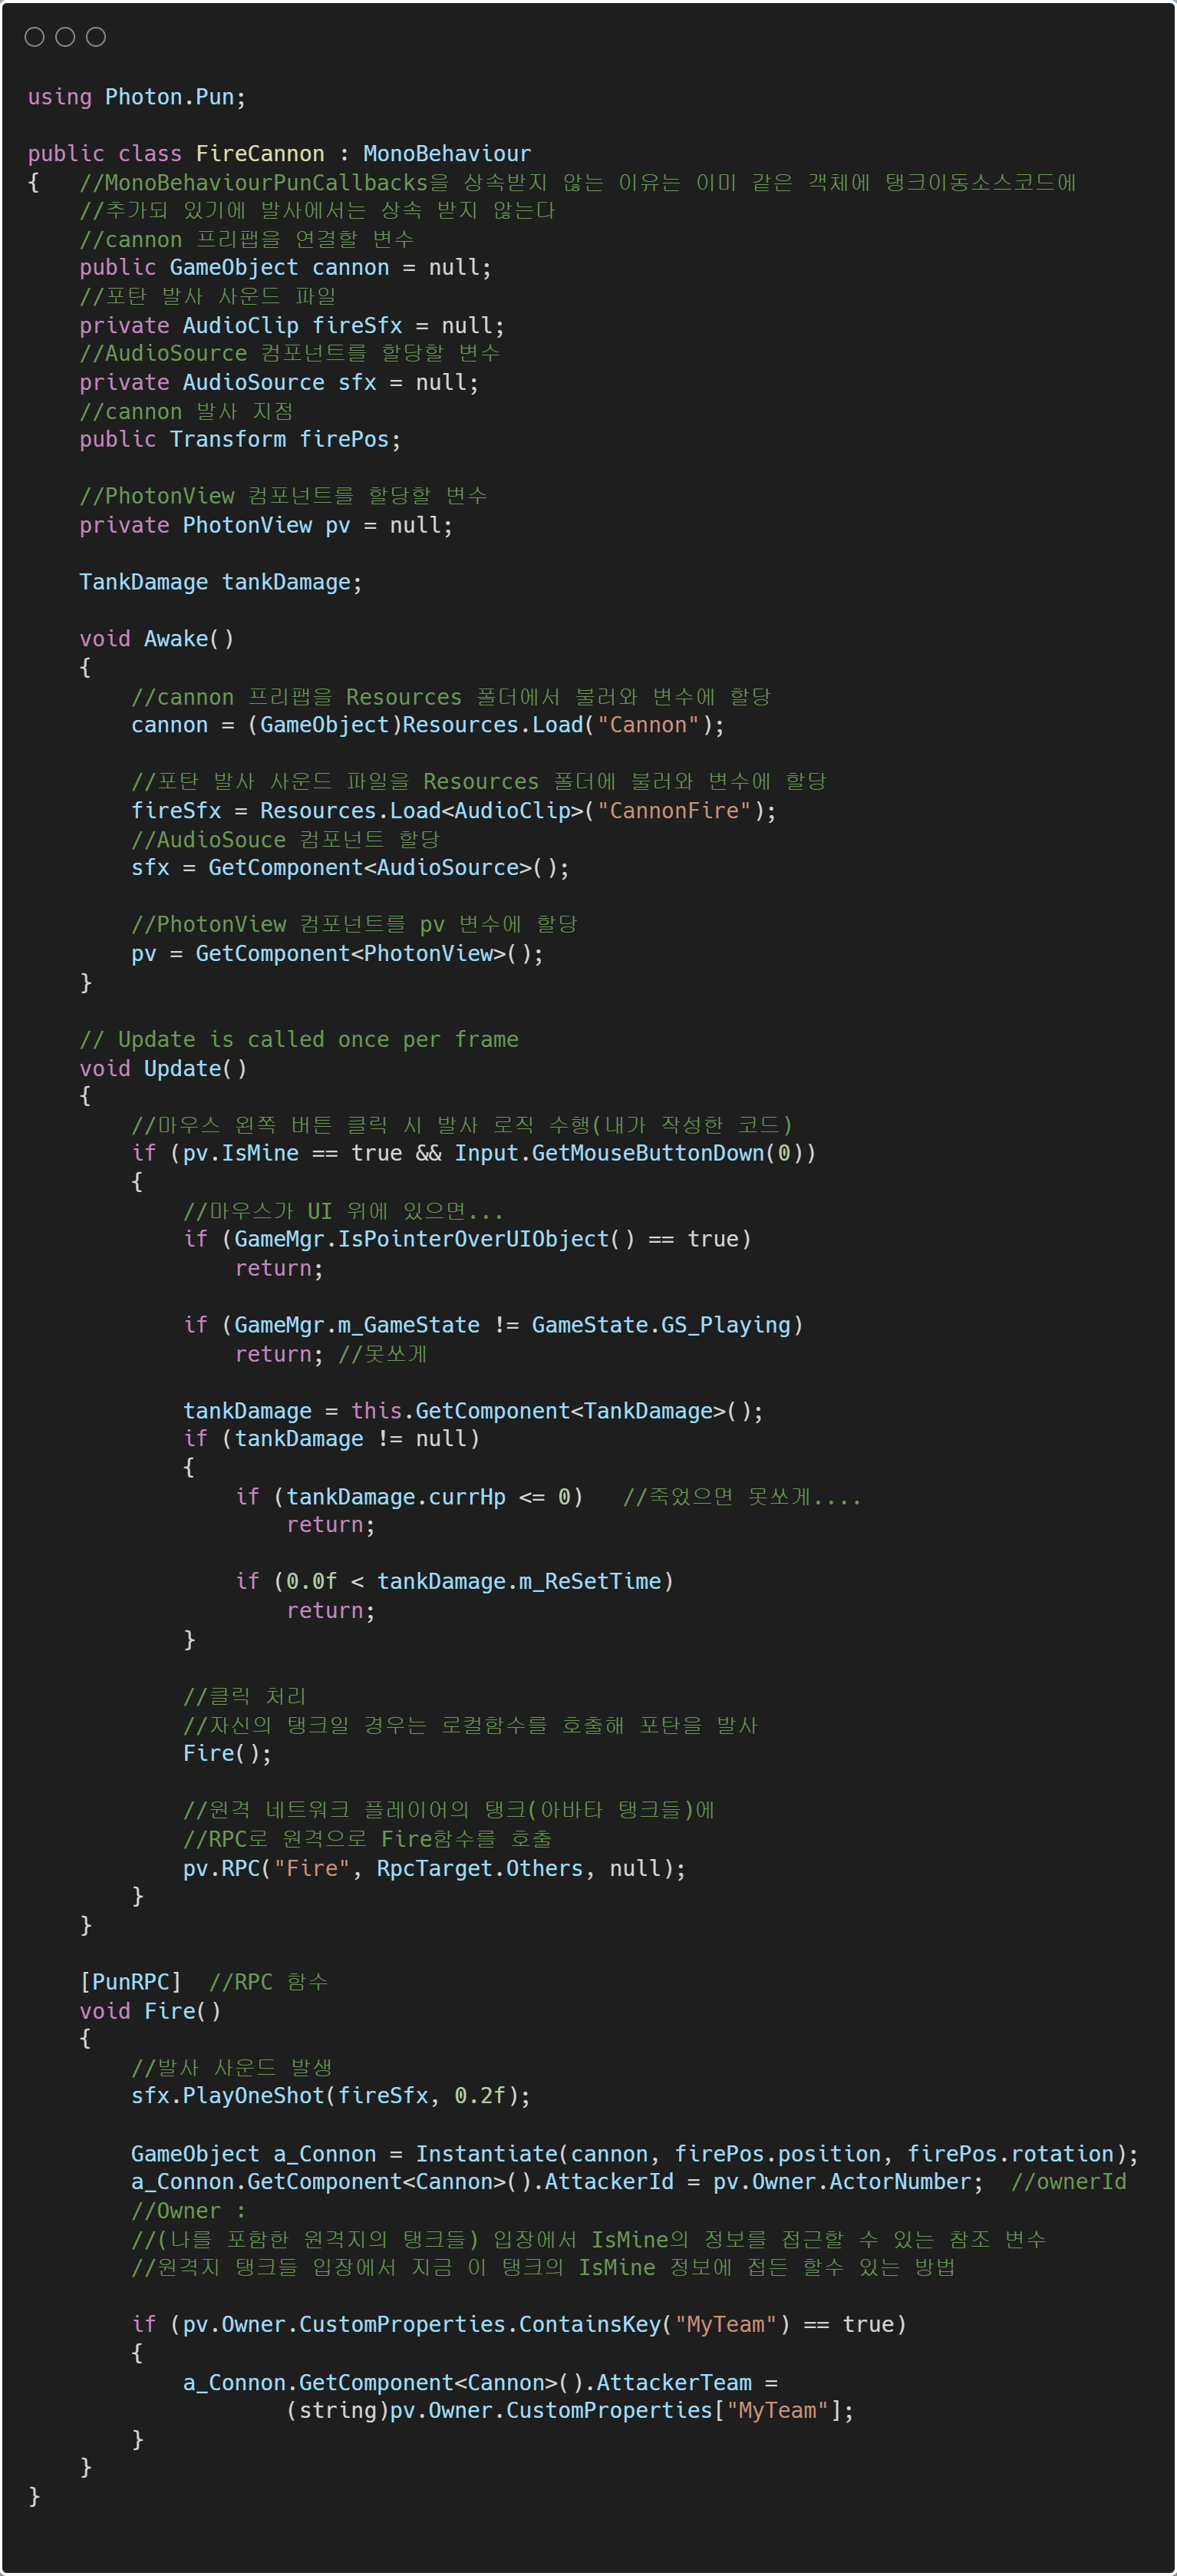 using Photon.Pun;
public class FireCannon : MonoBehaviour
{   //MonoBehaviourPunCallbacks을 상속받지 않는 이유는 이미 같은 객체에 탱크이동소스코드에
    //추가되 있기에 발사에서는 상속 받지 않는다
    //cannon 프리팹을 연결할 변수
    public GameObject cannon = null;
    //포탄 발사 사운드 파일
    private AudioClip fireSfx = null;
    //AudioSource 컴포넌트를 할당할 변수
    private AudioSource sfx = null;
    //cannon 발사 지점
    public Transform firePos;
    //PhotonView 컴포넌트를 할당할 변수
    private PhotonView pv = null;
    TankDamage tankDamage;
    void Awake()
    {
        //cannon 프리팹을 Resources 폴더에서 불러와 변수에 할당
        cannon = (GameObject)Resources.Load("Cannon");
        //포탄 발사 사운드 파일을 Resources 폴더에 불러와 변수에 할당
        fireSfx = Resources.Load<AudioClip>("CannonFire");
        //AudioSouce 컴포넌트 할당
        sfx = GetComponent<AudioSource>();
        //PhotonView 컴포넌트를 pv 변수에 할당
        pv = GetComponent<PhotonView>();
    }
    // Update is called once per frame
    void Update()
    {
        //마우스 왼쪽 버튼 클릭 시 발사 로직 수행(내가 작성한 코드)
        if (pv.IsMine == true && Input.GetMouseButtonDown(0))
        {
            //마우스가 UI 위에 있으면...
            if (GameMgr.IsPointerOverUIObject() == true)
                return;
            if (GameMgr.m_GameState != GameState.GS_Playing)
                return; //못쏘게
            tankDamage = this.GetComponent<TankDamage>();
            if (tankDamage != null)
            {
                if (tankDamage.currHp <= 0)   //죽었으면 못쏘게....
                    return;
                if (0.0f < tankDamage.m_ReSetTime)
                    return;
            }
            //클릭 처리
            //자신의 탱크일 경우는 로컬함수를 호출해 포탄을 발사
            Fire();
            //원격 네트워크 플레이어의 탱크(아바타 탱크들)에
            //RPC로 원격으로 Fire함수를 호출
            pv.RPC("Fire", RpcTarget.Others, null);
        }
    }
    [PunRPC]  //RPC 함수
    void Fire()
    {
        //발사 사운드 발생
        sfx.PlayOneShot(fireSfx, 0.2f);
        GameObject a_Connon = Instantiate(cannon, firePos.position, firePos.rotation);
        a_Connon.GetComponent<Cannon>().AttackerId = pv.Owner.ActorNumber;  //ownerId
        //Owner :
        //(나를 포함한 원격지의 탱크들) 입장에서 IsMine의 정보를 접근할 수 있는 참조 변수
        //원격지 탱크들 입장에서 지금 이 탱크의 IsMine 정보에 접든 할수 있는 방법
        if (pv.Owner.CustomProperties.ContainsKey("MyTeam") == true)
        {
            a_Connon.GetComponent<Cannon>().AttackerTeam =
                    (string)pv.Owner.CustomProperties["MyTeam"];
        }
    }
}